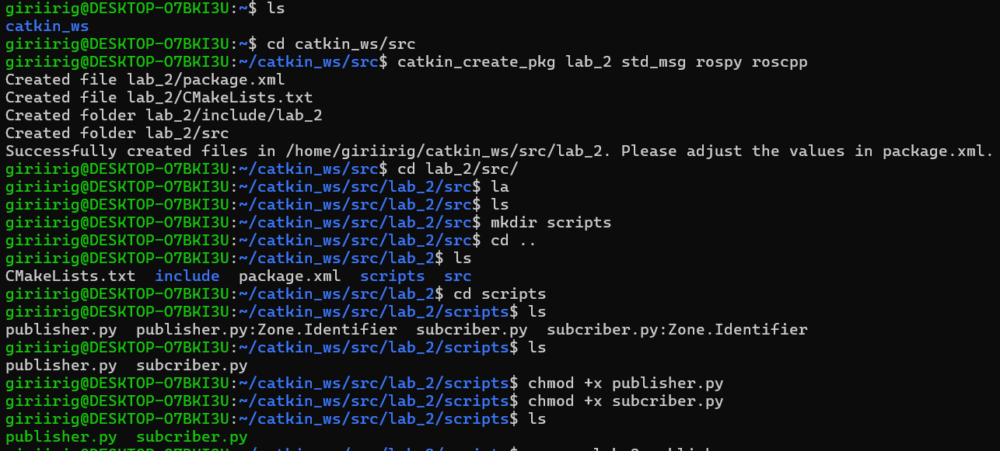 giriirig@DESKTOP-O7BKI3U:~$ ls
catkin_ws
giriirig@DESKTOP-O7BKI3U:~$ cd catkin_ws/src
giriirig@DESKTOP-O7BKI3U:~/catkin_ws/src$ catkin_create_pkg lab_2 std_msg rospy roscpp
Created file lab_2/package.xml
Created file lab_2/CMakeLists.txt
Created folder lab_2/include/lab_2
Created folder lab_2/src
Successfully created files in /home/giriirig/catkin_ws/src/lab_2. Please adjust the values in package.xml.
giriirig@DESKTOP-O7BKI3U:~/catkin_ws/src$ cd lab_2/src/
giriirig@DESKTOP-O7BKI3U:~/catkin_ws/src/lab_2/src$ la
giriirig@DESKTOP-O7BKI3U:~/catkin_ws/src/lab_2/src$ ls
giriirig@DESKTOP-O7BKI3U:~/catkin_ws/src/lab_2/src$ mkdir scripts
giriirig@DESKTOP-O7BKI3U:~/catkin_ws/src/lab_2/src$ cd ..
giriirig@DESKTOP-O7BKI3U:~/catkin_ws/src/lab_2$ ls
CMakeLists.txt  include  package.xml  scripts  src
giriirig@DESKTOP-O7BKI3U:~/catkin_ws/src/lab_2$ cd scripts
giriirig@DESKTOP-O7BKI3U:~/catkin_ws/src/lab_2/scripts$ ls
publisher.py  publisher.py:Zone.Identifier  subcriber.py  subcriber.py:Zone.Identifier
giriirig@DESKTOP-O7BKI3U:~/catkin_ws/src/lab_2/scripts$ ls
publisher.py  subcriber.py
giriirig@DESKTOP-O7BKI3U:~/catkin_ws/src/lab_2/scripts$ chmod +x publisher.py
giriirig@DESKTOP-O7BKI3U:~/catkin_ws/src/lab_2/scripts$ chmod +x subcriber.py
giriirig@DESKTOP-O7BKI3U:~/catkin_ws/src/lab_2/scripts$ ls
publisher.py  subcriber.py
giriirig@DESKTOP-O7BKI3U:~/catkin_ws/src/lab_2/scripts$